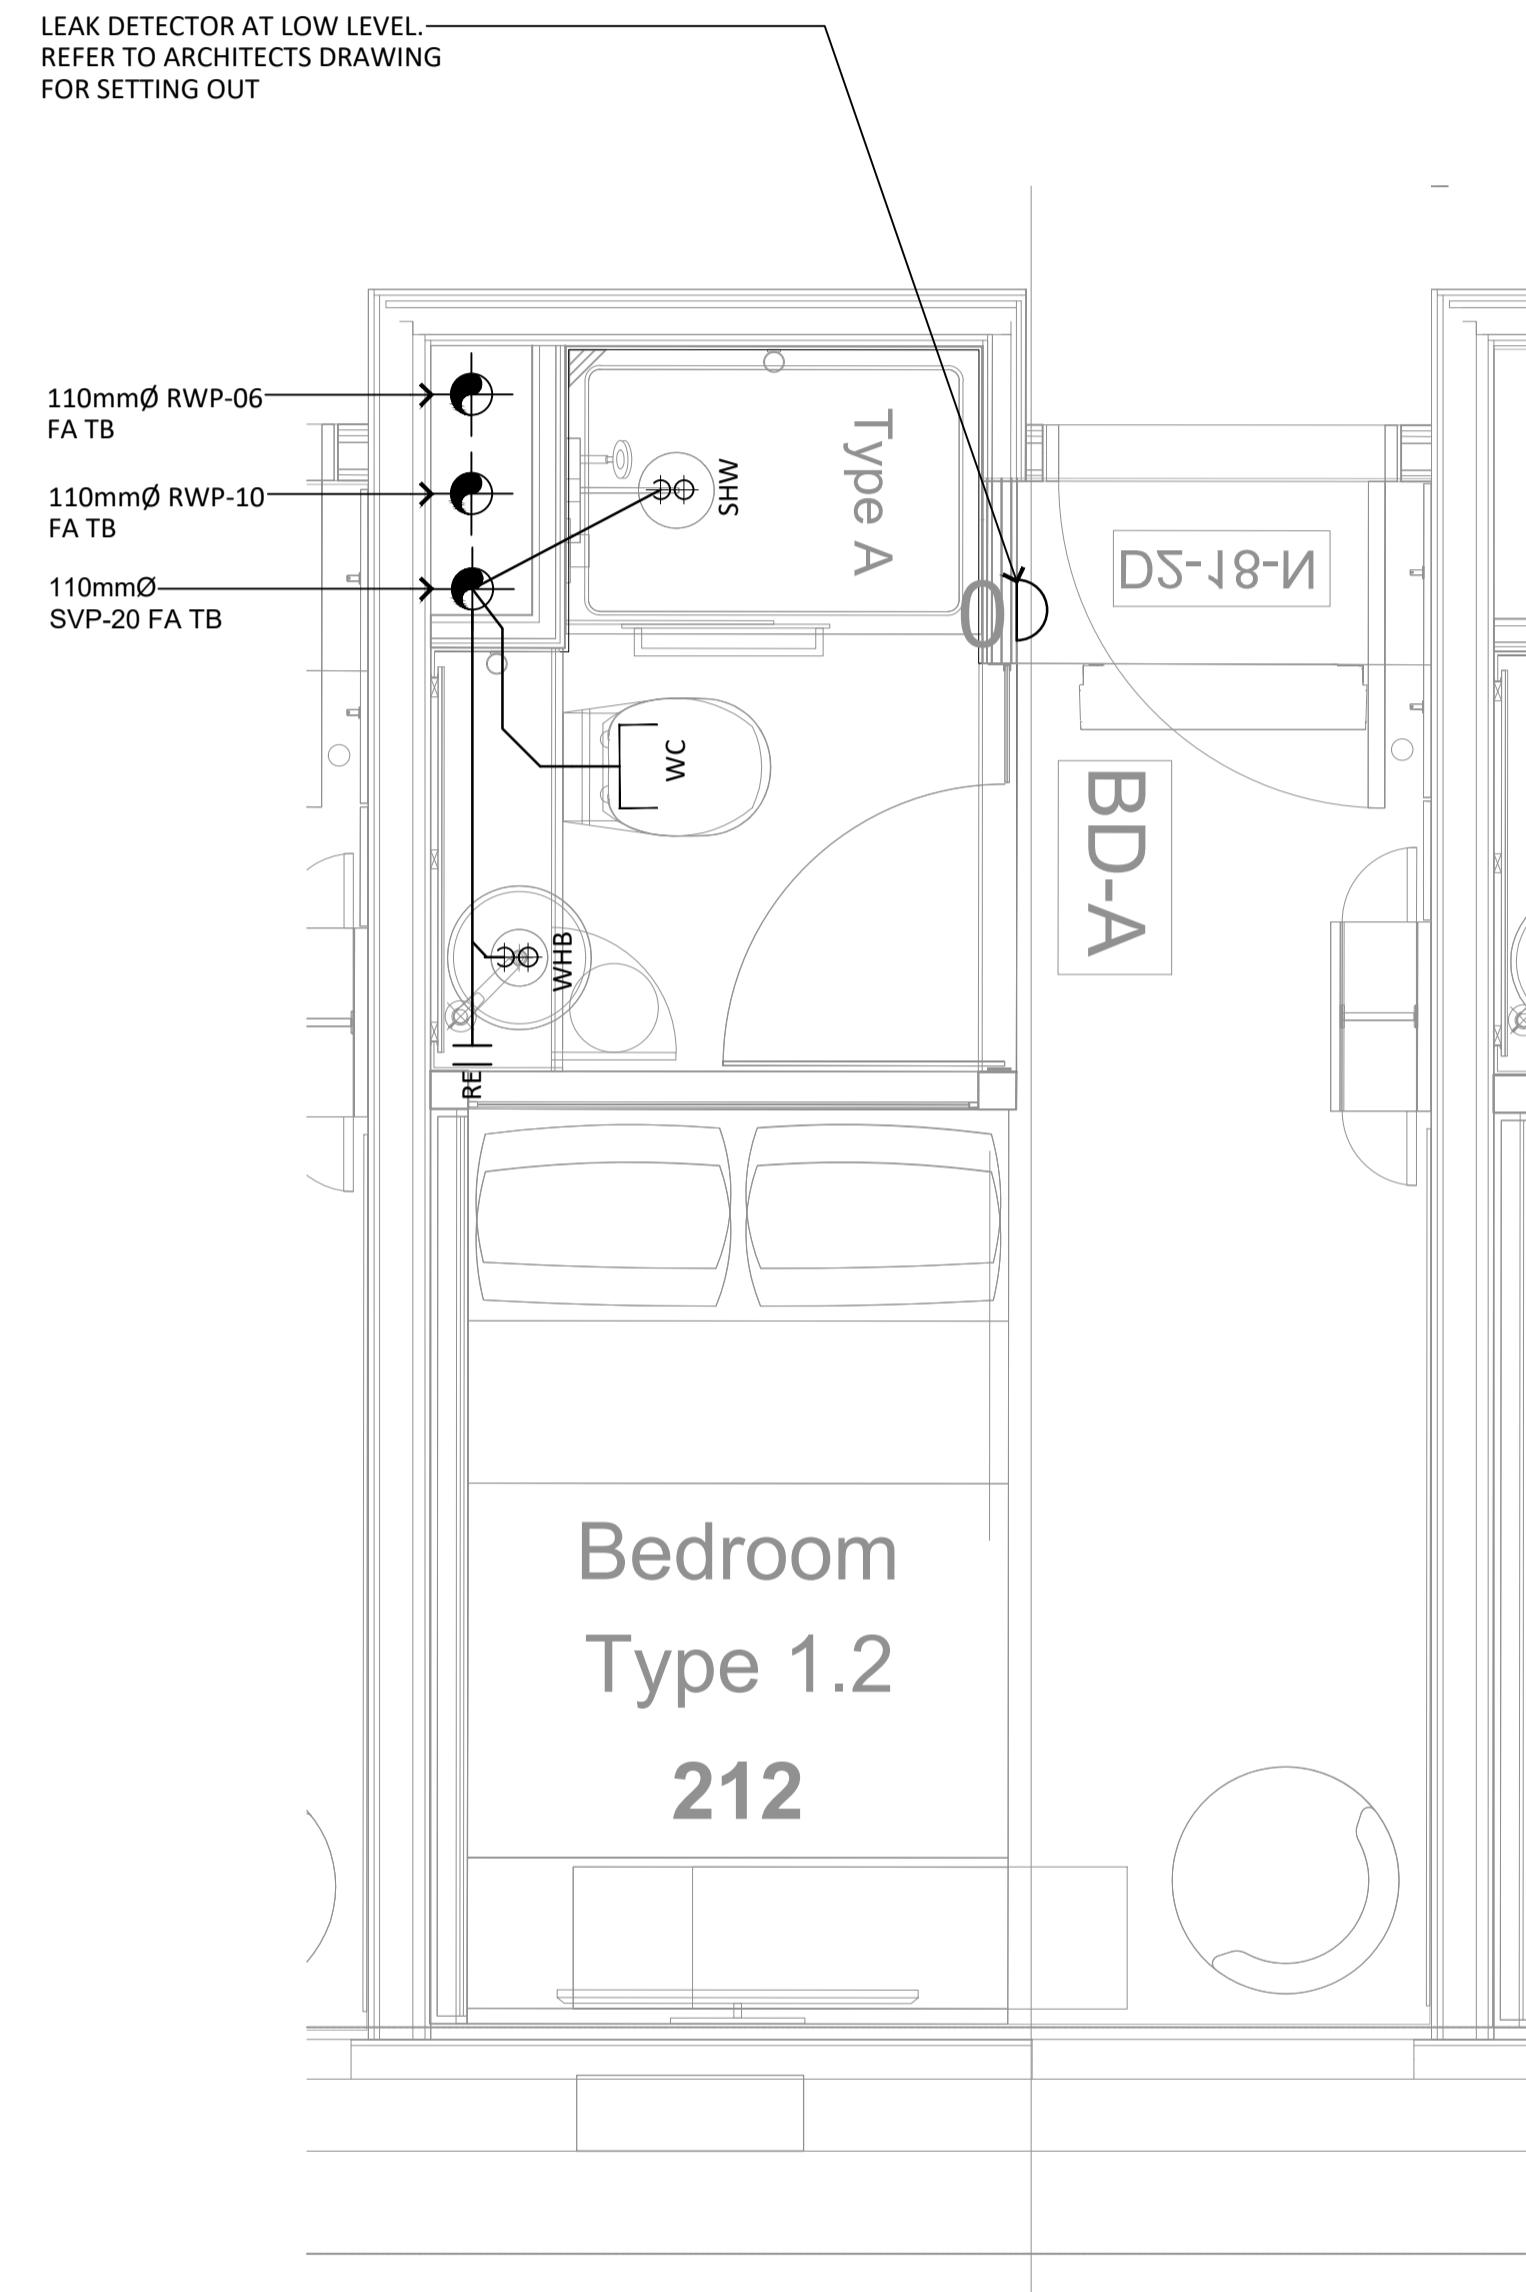 LEAK DETECTOR AT LOW LEVEL.
REFER TO ARCHITECTS DRAWING
FOR SETTING OUT
110mmØ RWP-06
FA TB
110mmØ RWP-10
FA TB
110mmØ
SVP-20 FA TB
SHW
Type A
0
D2-18-N
WC
BD-A
WHB
RE
Bedroom
Type 1.2
212